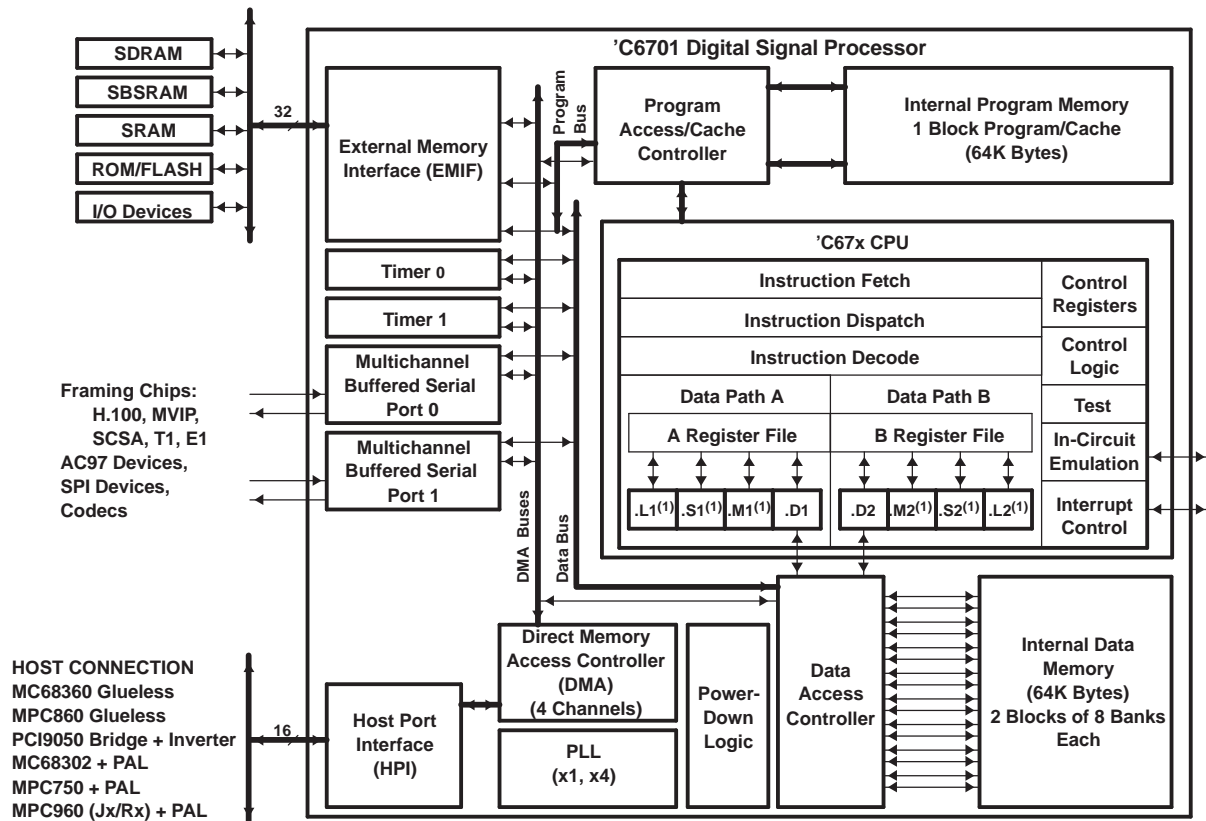 'C6701 Digital Signal Processor
SDRAM
SBSRAM
SRAM
ROM/FLASH
I/O Devices
32
External Memory
Interface (EMIF)
Program
Bus
Program
Access/Cache
Controller
Internal Program Memory
1 Block Program/Cache
(64K Bytes)
Timer 0
Timer 1
Multichannel
Buffered Serial
Port 0
Multichannel
Buffered Serial
Port 1
Framing Chips:
H.100, MVIP,
SCSA, T1, E1
AC97 Devices,
SPI Devices,
Codecs
DMA Buses
Data Bus
'C67x CPU
Instruction Fetch
Instruction Dispatch
Instruction Decode
Data Path A
Data Path B
A Register File
B Register File
.L1(1)
.S1(1)
.M1(1)
.D1
.D2
.M2(1)
.S2(1)
.L2(1)
Control
Registers
Control
Logic
Test
In-Circuit
Emulation
Interrupt
Control
HOST CONNECTION
MC68360 Glueless
MPC860 Glueless
PCI9050 Bridge + Inverter
MC68302 + PAL
MPC750 + PAL
MPC960 (Jx/Rx) + PAL
16
Host Port
Interface
(HPI)
Direct Memory
Access Controller
(DMA)
(4 Channels)
PLL
(x1, x4)
Power-
Down
Logic
Data
Access
Controller
Internal Data
Memory
(64K Bytes)
2 Blocks of 8 Banks
Each